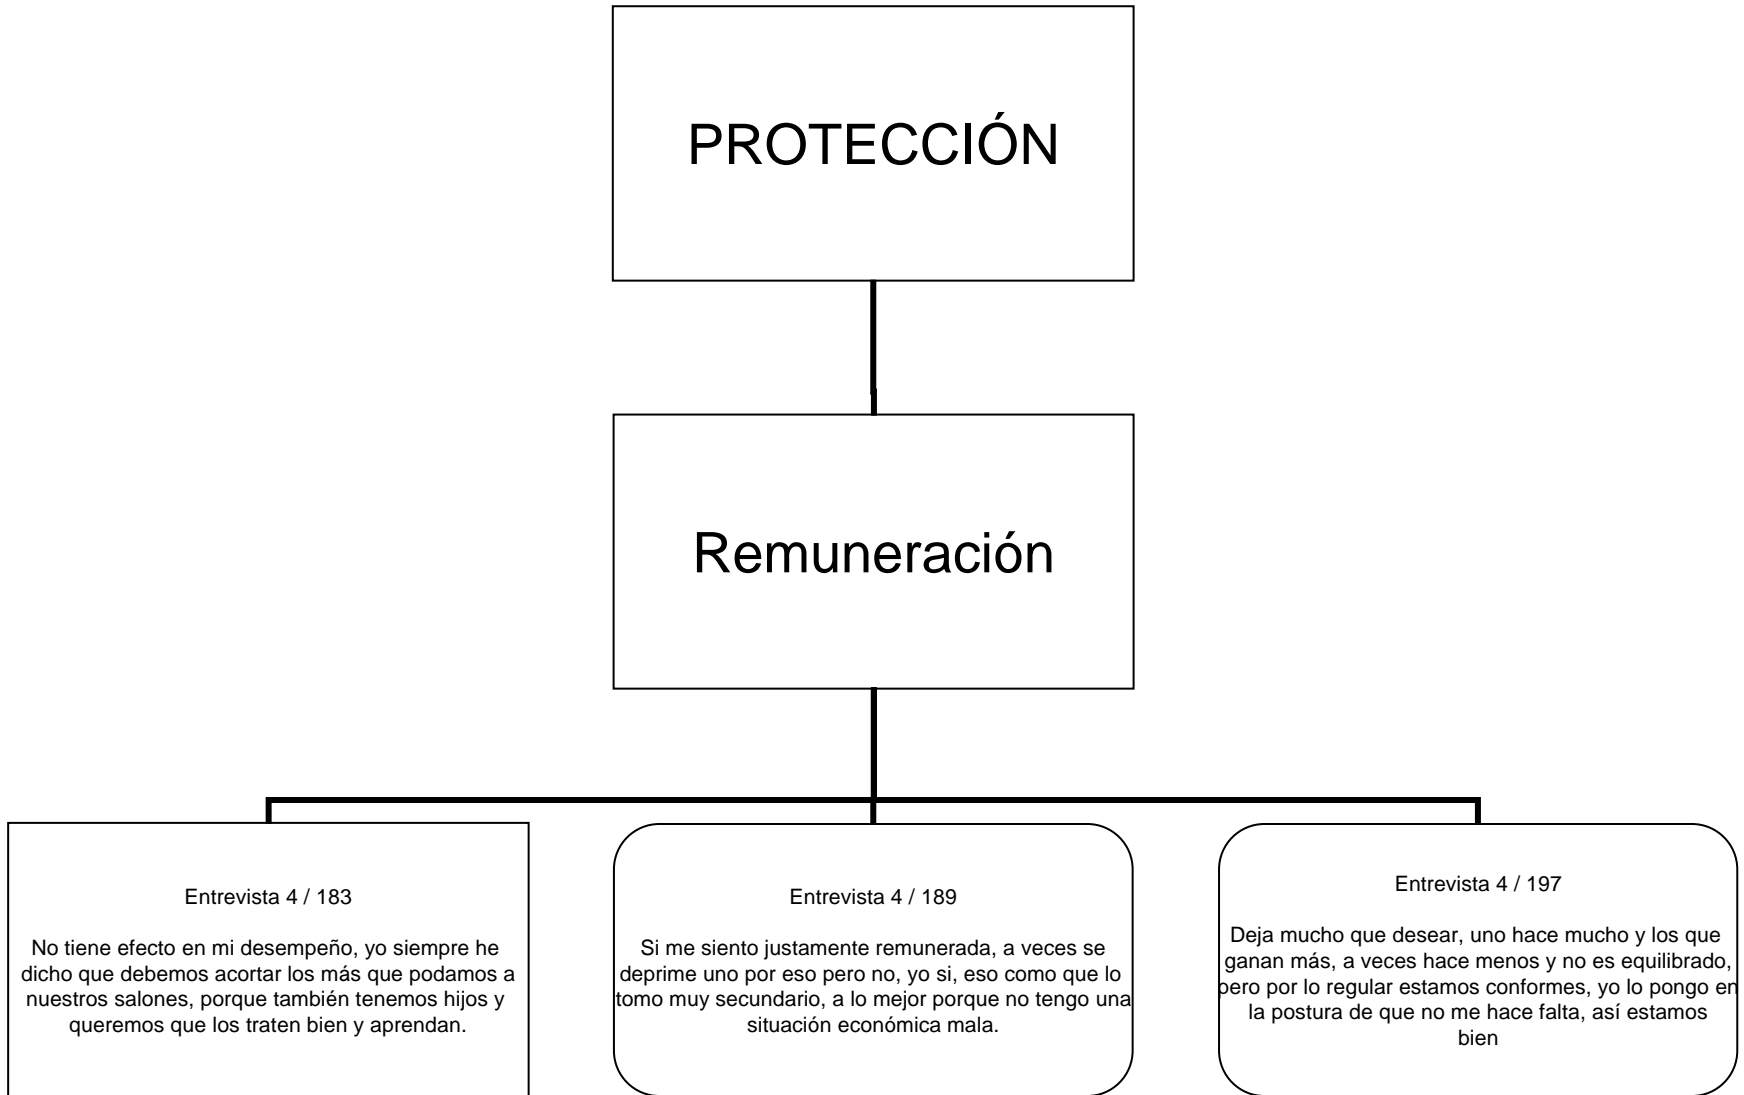 PROTECCIÓN
Remuneración
Entrevista 4 / 183
No tiene efecto en mi desempeño, yo siempre he
dicho que debemos acortar los más que podamos a
nuestros salones, porque también tenemos hijos y
queremos que los traten bien y aprendan.
Entrevista 4 / 189
Si me siento justamente remunerada, a veces se
deprime uno por eso pero no, yo si, eso como que lo
tomo muy secundario, a lo mejor porque no tengo una
situación económica mala.
Entrevista 4 / 197
Deja mucho que desear, uno hace mucho y los que
ganan más, a veces hace menos y no es equilibrado,
pero por lo regular estamos conformes, yo lo pongo en
la postura de que no me hace falta, así estamos
bien